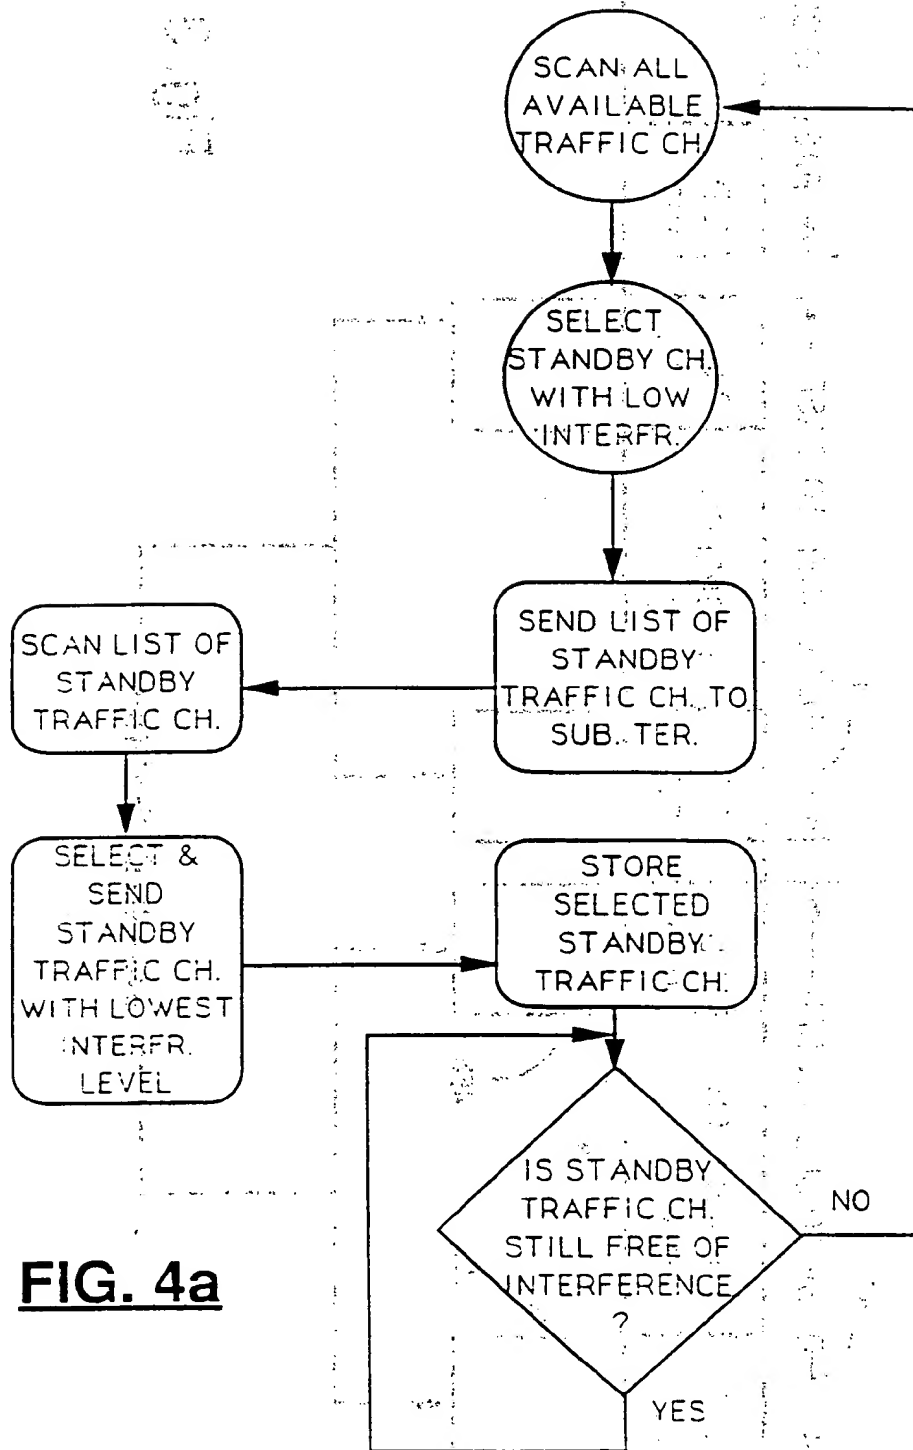 SCAN ALL
AVAILABLE
TRAFFIC CH.
SELECT
STANDBY CH.
WITH LOW
INTERFR.
SEND LIST OF
STANDBY
TRAFFIC CH. TO
SUB. TER.
SCAN LIST OF
STANDBY
TRAFFIC CH.
SELECT &
SEND
STANDBY
TRAFFIC CH.
WITH LOWEST
INTERFR.
LEVEL
STORE
SELECTED
STANDBY
TRAFFIC CH.
IS STANDBY
TRAFFIC CH.
STILL FREE OF
INTERFERENCE
?
NO
YES
FIG. 4a